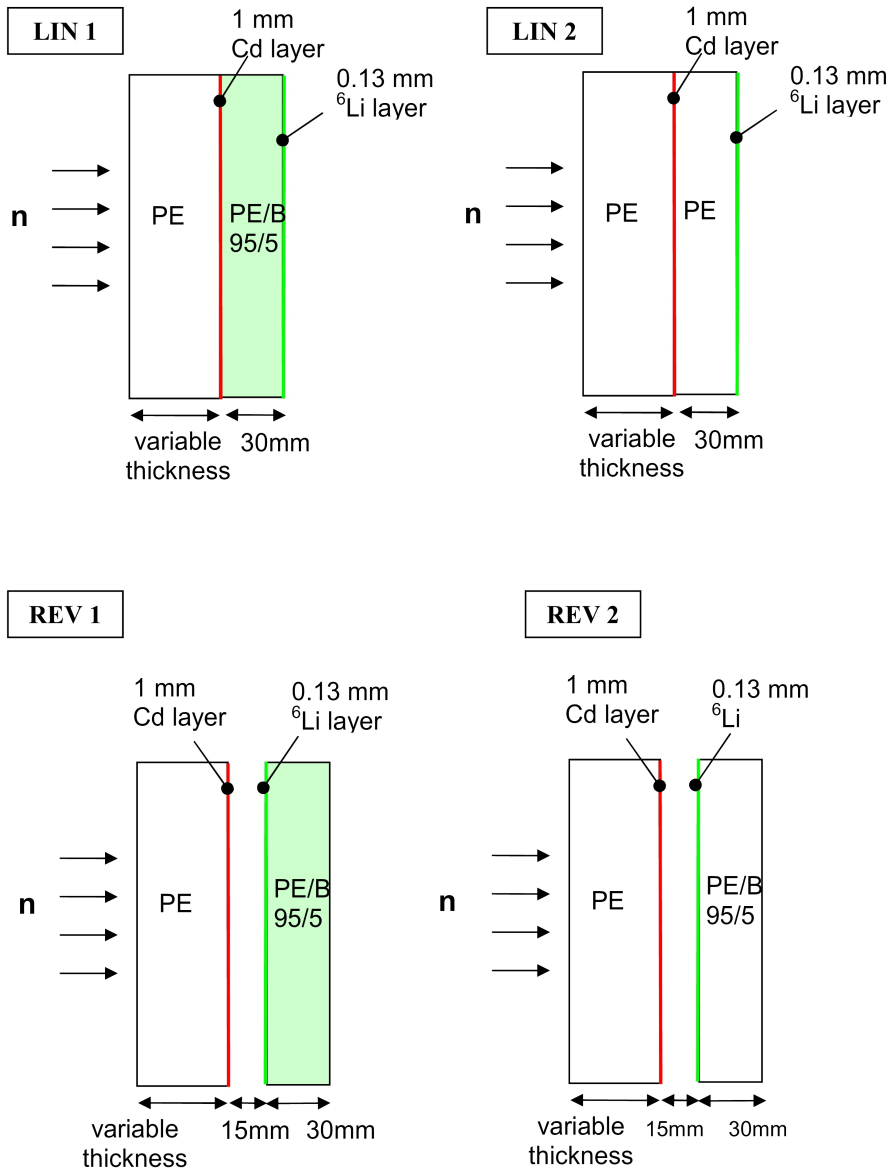 LIN 1
1 mm
Cd layer
0.13 mm
⁶Li layer
n
PE
PE/B
95/5
variable
thickness
30mm
LIN 2
1 mm
Cd layer
0.13 mm
⁶Li layer
n
PE
PE
variable
thickness
30mm
REV 1
1 mm
Cd layer
0.13 mm
⁶Li layer
n
PE
PE/B
95/5
variable
thickness
15mm
30mm
REV 2
1 mm
Cd layer
0.13 mm
⁶Li
n
PE
PE/B
95/5
variable
thickness
15mm
30mm